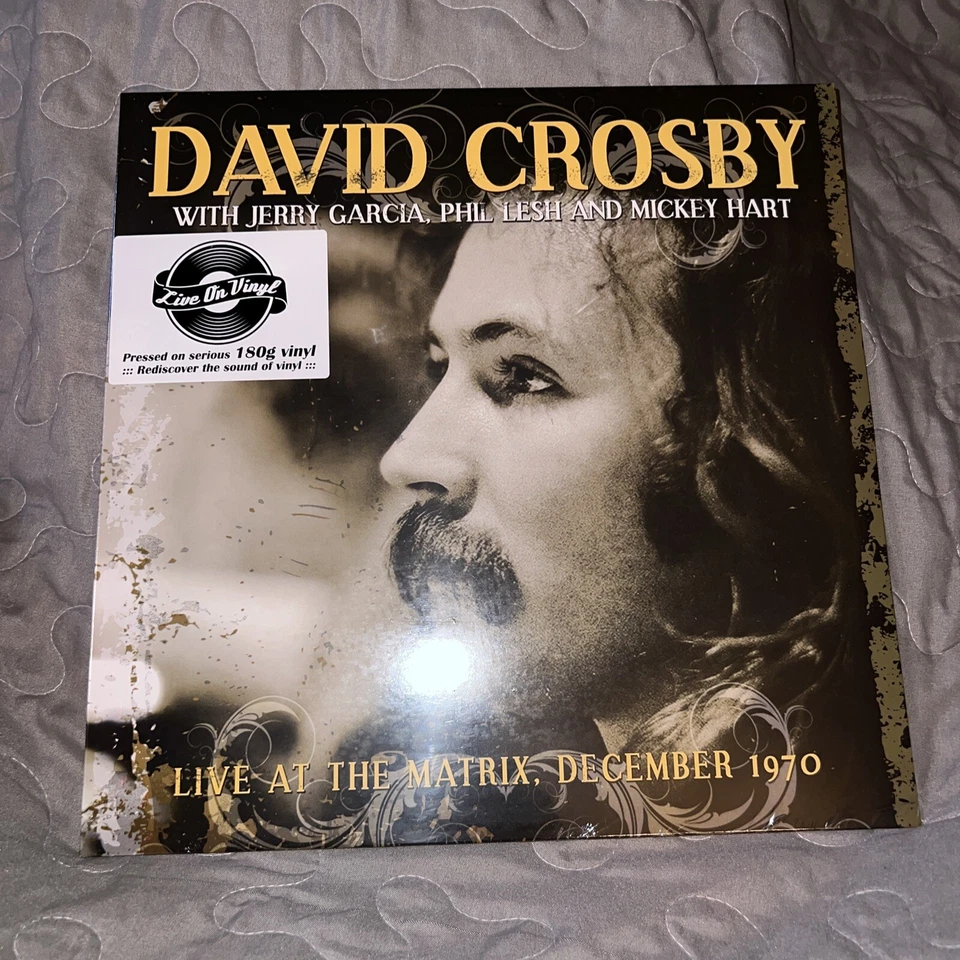 DAVID CROSBY
WITH JERRY GARCIA, PHIL LESH AND MICKEY HART
Live On Vinyl
Pressed on serious 180g vinyl
::: Rediscover the sound of vinyl :::
LIVE AT THE MATRIX, DECEMBER 1970